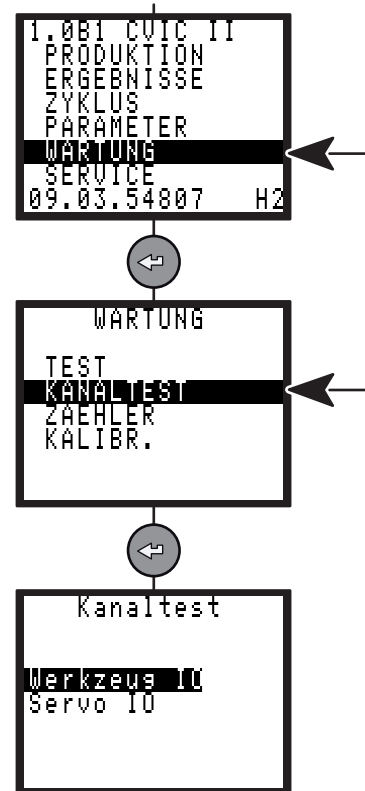 1.0B1 CVIC II
PRODUKTION
ERGEBNISSE
ZYKLUS
PARAMETER
WARTUNG
SERVICE
09.03.54807 H2
WARTUNG
TEST
KANALTEST
ZAEHLER
KALIBR.
Kanaltest
Werkzeug IO
Servo IO